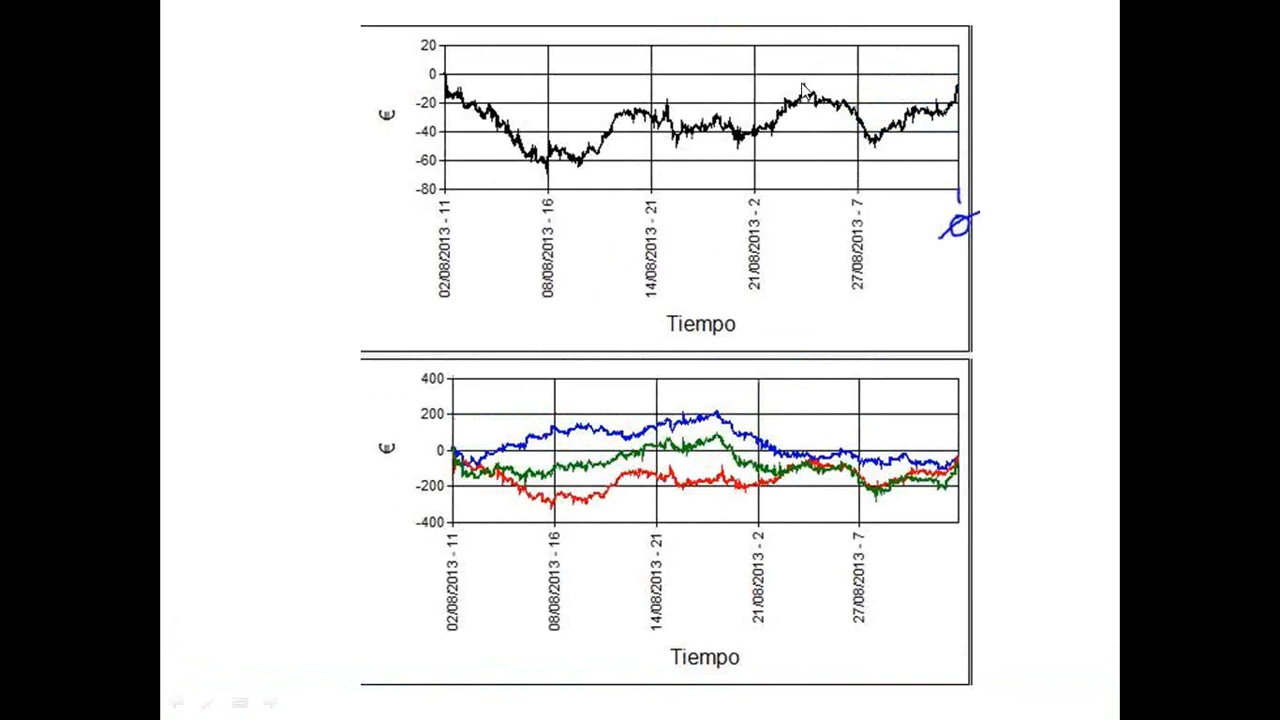 20
0
-20
-40
-60
-80
€
02/08/2013 - 11
08/08/2013 - 16
14/08/2013 - 21
21/08/2013 - 2
27/08/2013 - 7
Tiempo
400
200
0
-200
-400
€
02/08/2013 - 11
08/08/2013 - 16
14/08/2013 - 21
21/08/2013 - 2
27/08/2013 - 7
Tiempo